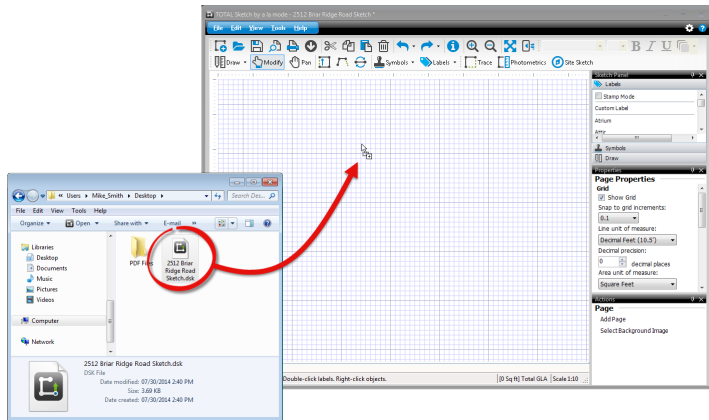 TOTAL Sketch by a la mode - 2512 Briar Ridge Road Sketch *
File Edit View Tools Help
B I U
Draw Modify Pan Symbols Labels Trace Photometrics Site Sketch
Sketch Panel
Labels
Stamp Mode
Custom Label
Atrium
Attic
Symbols
Draw
Properties
Page Properties
Grid
Show Grid
Snap to grid increments:
0.1
Line unit of measure:
Decimal Feet (10.5')
Decimal precision:
0 decimal places
Area unit of measure:
Square Feet
Actions
Page
Add Page
Select Background Image
Double-click labels. Right-click objects.
[0 Sq ft] Total GLA Scale 1:10
« Users Mike_Smith Desktop
Search Des...
File Edit View Tools Help
Organize Open Share with E-mail »
Libraries
Desktop
Documents
Music
Pictures
Videos
Computer
Network
PDF Files
2512 Briar
Ridge Road
Sketch.dsk
2512 Briar Ridge Road Sketch.dsk
DSK File
Date modified: 07/30/2014 2:40 PM
Size: 3.69 KB
Date created: 07/30/2014 2:40 PM